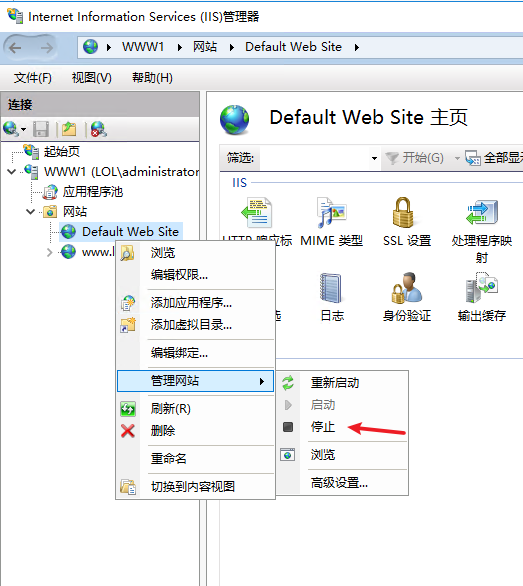 Internet Information Services (IIS)管理器
WWW1 网站 Default Web Site
文件(F) 视图(V) 帮助(H)
连接
起始页
WWW1 (LOL\administrator
应用程序池
网站
Default Web Site
www.l
浏览
编辑权限...
添加应用程序...
添加虚拟目录...
编辑绑定...
管理网站
刷新(R)
删除
重命名
切换到内容视图
重新启动
启动
停止
浏览
高级设置...
Default Web Site 主页
筛选: 开始(G) 全部显
IIS
HTTP 响应标 MIME 类型 SSL 设置 处理程序映
射
选 日志 身份验证 输出缓存